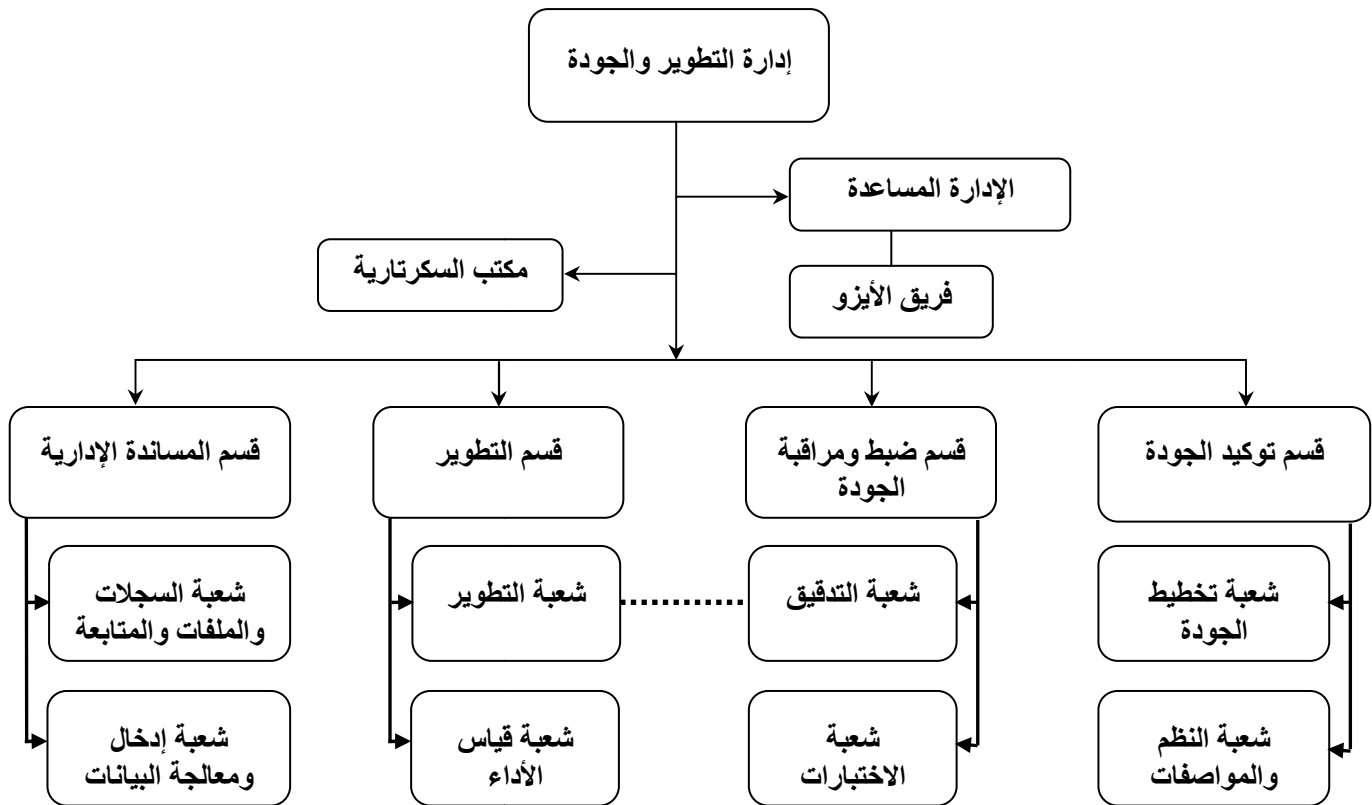 إدارة التطوير والجودة
الإدارة المساعدة
مكتب السكرتارية
فريق الأيزو
قسم توكيد الجودة
قسم ضبط ومراقبة
الجودة
قسم التطوير
قسم المساندة الإدارية
شعبة تخطيط
الجودة
شعبة التدقيق
شعبة التطوير
شعبة السجلات
والملفات والمتابعة
شعبة النظم
والمواصفات
شعبة
الاختبارات
شعبة قياس
الأداء
شعبة إدخال
ومعالجة البيانات